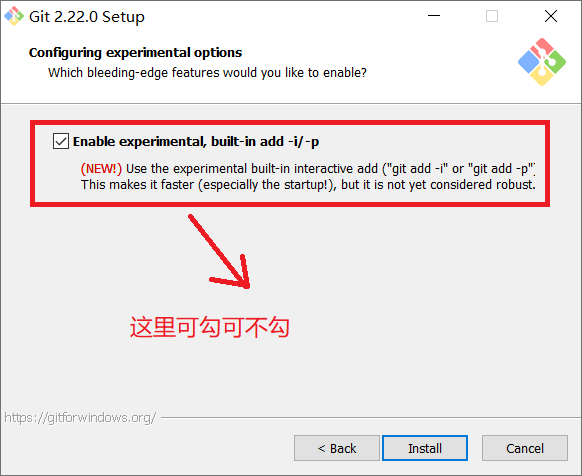 Git 2.22.0 Setup
Configuring experimental options
Which bleeding-edge features would you like to enable?
Enable experimental, built-in add -i/-p
(NEW!) Use the experimental built-in interactive add ("git add -i" or "git add -p")
This makes it faster (especially the startup!), but it is not yet considered robust.
这里可勾可不勾
https://gitforwindows.org/
< Back Install Cancel